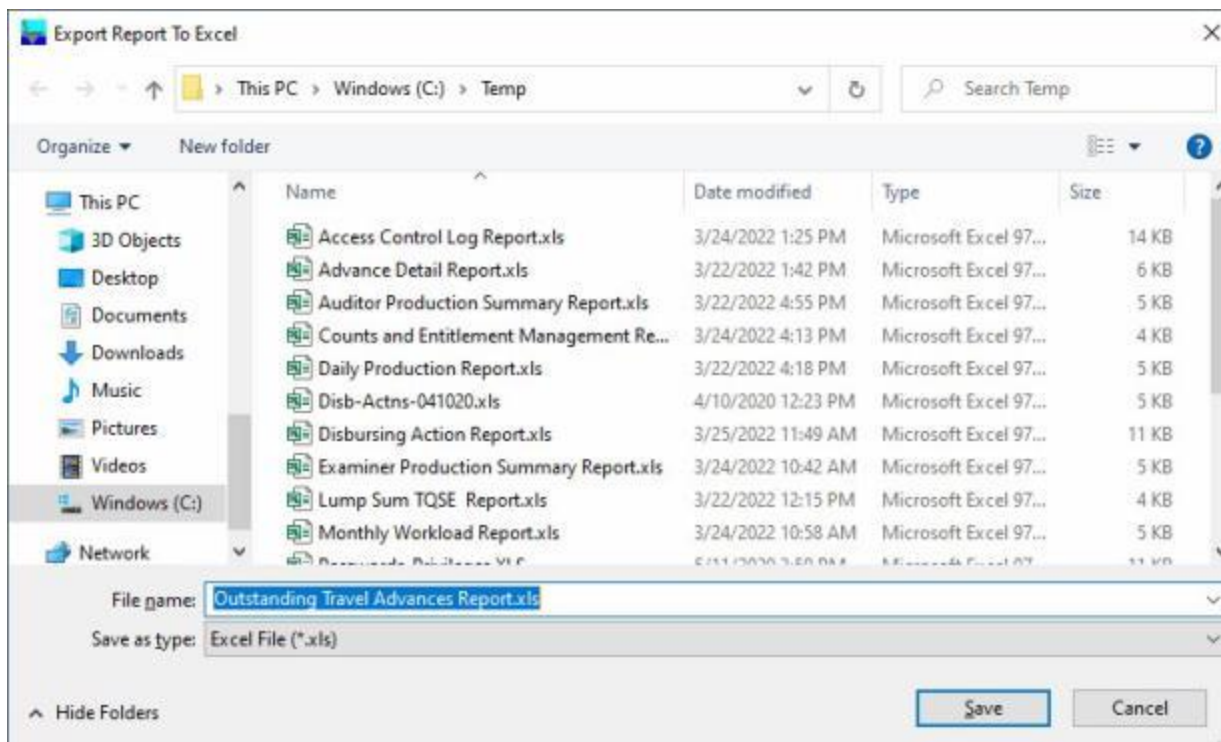 Export Report To Excel
This PC > Windows (C:) > Temp
Search Temp
Organize
New folder
This PC
3D Objects
Desktop
Documents
Downloads
Music
Pictures
Videos
Windows (C:)
Network
Name Date modified Type Size
Access Control Log Report.xls 3/24/2022 1:25 PM Microsoft Excel 97... 14 KB
Advance Detail Report.xls 3/22/2022 1:42 PM Microsoft Excel 97... 6 KB
Auditor Production Summary Report.xls 3/22/2022 4:55 PM Microsoft Excel 97... 5 KB
Counts and Entitlement Management Re... 3/24/2022 4:13 PM Microsoft Excel 97... 4 KB
Daily Production Report.xls 3/22/2022 4:18 PM Microsoft Excel 97... 5 KB
Disb-Actns-041020.xls 4/10/2020 12:23 PM Microsoft Excel 97... 5 KB
Disbursing Action Report.xls 3/25/2022 11:49 AM Microsoft Excel 97... 11 KB
Examiner Production Summary Report.xls 3/24/2022 10:42 AM Microsoft Excel 97... 5 KB
Lump Sum TQSE Report.xls 3/22/2022 12:15 PM Microsoft Excel 97... 4 KB
Monthly Workload Report.xls 3/24/2022 10:58 AM Microsoft Excel 97... 5 KB
File name: Outstanding Travel Advances Report.xls
Save as type: Excel File (*.xls)
Hide Folders
Save
Cancel